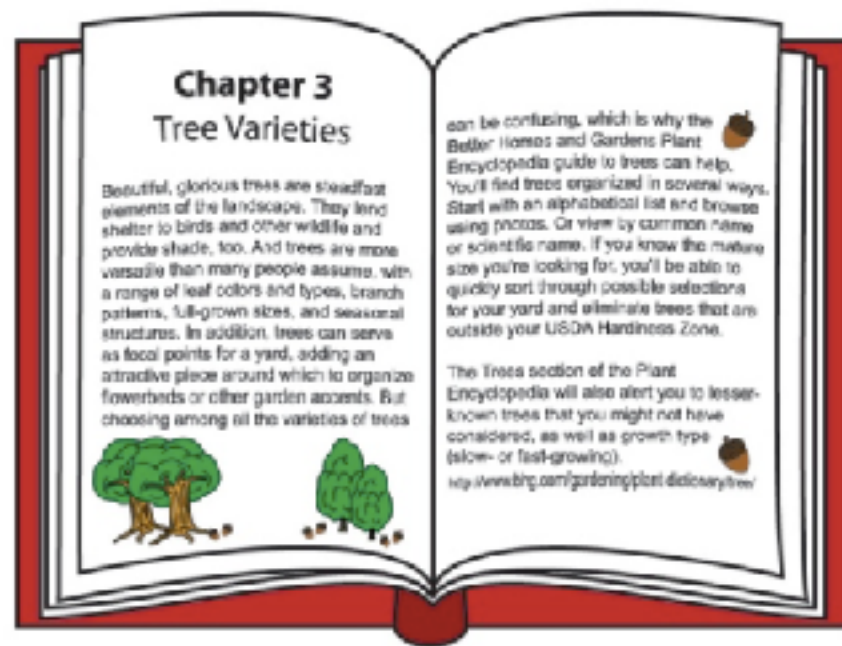 Chapter 3
Tree Varieties
Beautiful, glorious trees are steadfast
elements of the landscape. They lend
shelter to birds and other wildlife and
provide shade, too. And trees are more
versatile than many people assume, with
a range of leaf colors and types, branch
patterns, full-grown sizes, and seasonal
structures. In addition, trees can serve
as focal points for a yard, adding an
attractive piece around which to organize
flowerbeds or other garden accents. But
choosing among all the varieties of trees
can be confusing, which is why the
Better Homes and Gardens Plant
Encyclopedia guide to trees can help.
You'll find trees organized in several ways.
Start with an alphabetical list and browse
using photos. Or view by common name
or scientific name. If you know the mature
size you're looking for, you'll be able to
quickly sort through possible selections
for your yard and eliminate trees that are
outside your USDA Hardiness Zone.
The Trees section of the Plant
Encyclopedia will also alert you to lesser-
known trees that you might not have
considered, as well as growth type
(slow- or fast-growing).
http://www.bhg.com/gardening/plant-dictionary/tree/